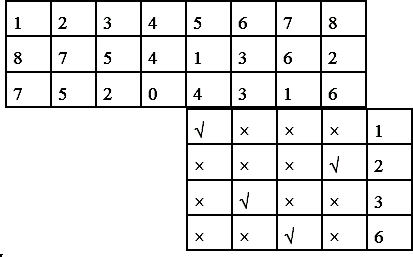 1 2 3 4 5 6 7 8
8 7 5 4 1 3 6 2
7 5 2 0 4 3 1 6
√ × × × 1
× × × √ 2
× √ × × 3
× × √ × 6